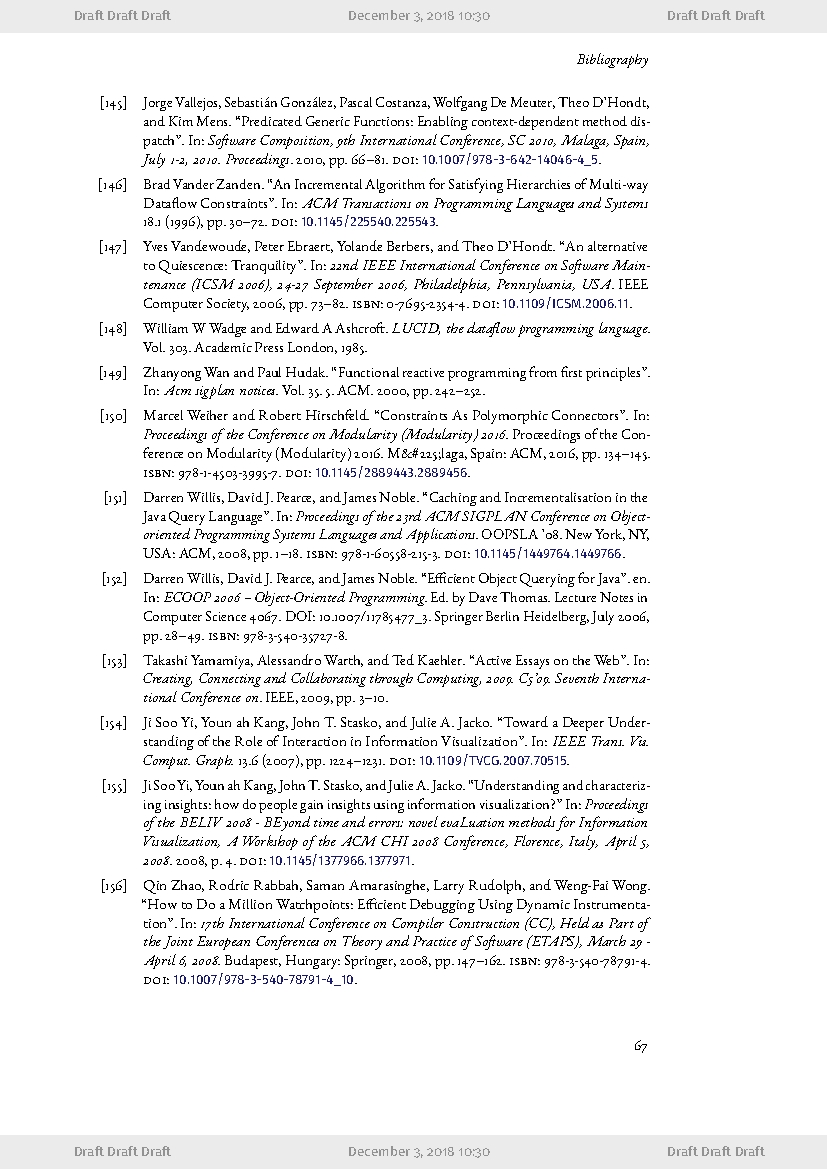 Draft Draft Draft December 3, 2018 10:30 Draft Draft Draft
Bibliography
[145] Jorge Vallejos, Sebastián González, Pascal Costanza, Wolfgang De Meuter, Theo D’Hondt,
and Kim Mens. “Predicated Generic Functions: Enabling context-dependent method dis-
patch”. In: Software Composition, 9th International Conference, SC 2010, Malaga, Spain,
July 1-2, 2010. Proceedings. 2010, pp. 66–81. DOI: 10.1007/978-3-642-14046-4_5.
[146] Brad Vander Zanden. “An Incremental Algorithm for Satisfying Hierarchies of Multi-way
Dataflow Constraints”. In: ACM Transactions on Programming Languages and Systems
18.1 (1996), pp. 30–72. DOI: 10.1145/225540.225543.
[147] Yves Vandewoude, Peter Ebraert, Yolande Berbers, and Theo D’Hondt. “An alternative
to Quiescence: Tranquility”. In: 22nd IEEE International Conference on Software Main-
tenance (ICSM 2006), 24-27 September 2006, Philadelphia, Pennsylvania, USA. IEEE
Computer Society, 2006, pp. 73–82. ISBN: 0-7695-2354-4. DOI: 10.1109/ICSM.2006.11.
[148] William W Wadge and Edward A Ashcroft. LUCID, the dataflow programming language.
Vol. 303. Academic Press London, 1985.
[149] Zhanyong Wan and Paul Hudak. “Functional reactive programming from first principles”.
In: Acm sigplan notices. Vol. 35. 5. ACM. 2000, pp. 242–252.
[150] Marcel Weiher and Robert Hirschfeld. “Constraints As Polymorphic Connectors”. In:
Proceedings of the Conference on Modularity (Modularity) 2016. Proceedings of the Con-
ference on Modularity (Modularity) 2016. M&#225;laga, Spain: ACM, 2016, pp. 134–145.
ISBN: 978-1-4503-3995-7. DOI: 10.1145/2889443.2889456.
[151] Darren Willis, David J. Pearce, and James Noble. “Caching and Incrementalisation in the
Java Query Language”. In: Proceedings of the 23rd ACM SIGPLAN Conference on Object-
oriented Programming Systems Languages and Applications. OOPSLA ’08. New York, NY,
USA: ACM, 2008, pp. 1–18. ISBN: 978-1-60558-215-3. DOI: 10.1145/1449764.1449766.
[152] Darren Willis, David J. Pearce, and James Noble. “Efficient Object Querying for Java”. en.
In: ECOOP 2006 – Object-Oriented Programming. Ed. by Dave Thomas. Lecture Notes in
Computer Science 4067. DOI: 10.1007/11785477_3. Springer Berlin Heidelberg, July 2006,
pp. 28–49. ISBN: 978-3-540-35727-8.
[153] Takashi Yamamiya, Alessandro Warth, and Ted Kaehler. “Active Essays on the Web”. In:
Creating, Connecting and Collaborating through Computing, 2009. C5’09. Seventh Interna-
tional Conference on. IEEE, 2009, pp. 3–10.
[154] Ji Soo Yi, Youn ah Kang, John T. Stasko, and Julie A. Jacko. “Toward a Deeper Under-
standing of the Role of Interaction in Information Visualization”. In: IEEE Trans. Vis.
Comput. Graph. 13.6 (2007), pp. 1224–1231. DOI: 10.1109/TVCG.2007.70515.
[155] Ji Soo Yi, Youn ah Kang, John T. Stasko, and Julie A. Jacko. “Understanding and characteriz-
ing insights: how do people gain insights using information visualization?” In: Proceedings
of the BELIV 2008 - BEyond time and errors: novel evaLuation methods for Information
Visualization, A Workshop of the ACM CHI 2008 Conference, Florence, Italy, April 5,
2008. 2008, p. 4. DOI: 10.1145/1377966.1377971.
[156] Qin Zhao, Rodric Rabbah, Saman Amarasinghe, Larry Rudolph, and Weng-Fai Wong.
“How to Do a Million Watchpoints: Efficient Debugging Using Dynamic Instrumenta-
tion”. In: 17th International Conference on Compiler Construction (CC), Held as Part of
the Joint European Conferences on Theory and Practice of Software (ETAPS), March 29 -
April 6, 2008. Budapest, Hungary: Springer, 2008, pp. 147–162. ISBN: 978-3-540-78791-4.
DOI: 10.1007/978-3-540-78791-4_10.
67
Draft Draft Draft December 3, 2018 10:30 Draft Draft Draft